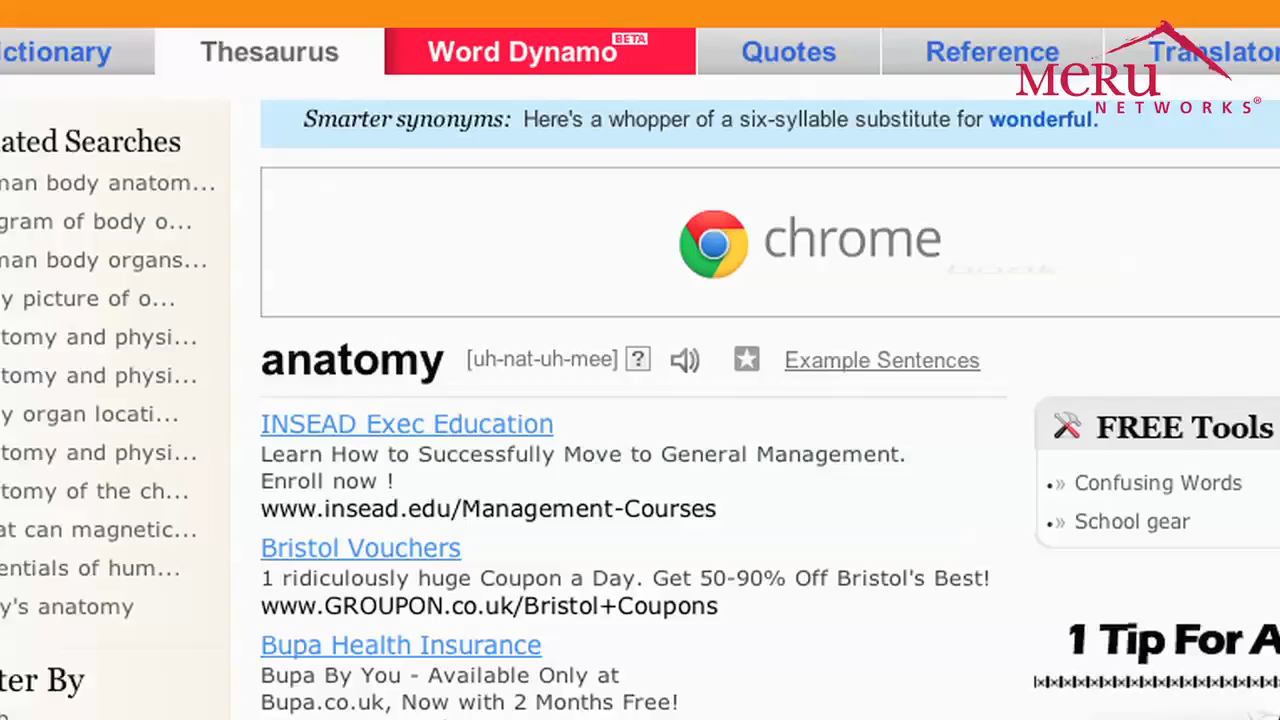 ictionary
Thesaurus
Word Dynamo BETA
Quotes
Reference
Translator
MERU
NETWORKS®
Smarter synonyms: Here's a whopper of a six-syllable substitute for wonderful.
chrome
ated Searches
man body anatom...
gram of body o...
man body organs...
y picture of o...
tomy and physi...
tomy and physi...
y organ locati...
tomy and physi...
tomy of the ch...
at can magnetic...
entials of hum...
y's anatomy
ter By
anatomy [uh-nat-uh-mee] ? Example Sentences
INSEAD Exec Education
Learn How to Successfully Move to General Management.
Enroll now !
www.insead.edu/Management-Courses
Bristol Vouchers
1 ridiculously huge Coupon a Day. Get 50-90% Off Bristol's Best!
www.GROUPON.co.uk/Bristol+Coupons
Bupa Health Insurance
Bupa By You - Available Only at
Bupa.co.uk, Now with 2 Months Free!
FREE Tools
•» Confusing Words
•» School gear
1 Tip For A